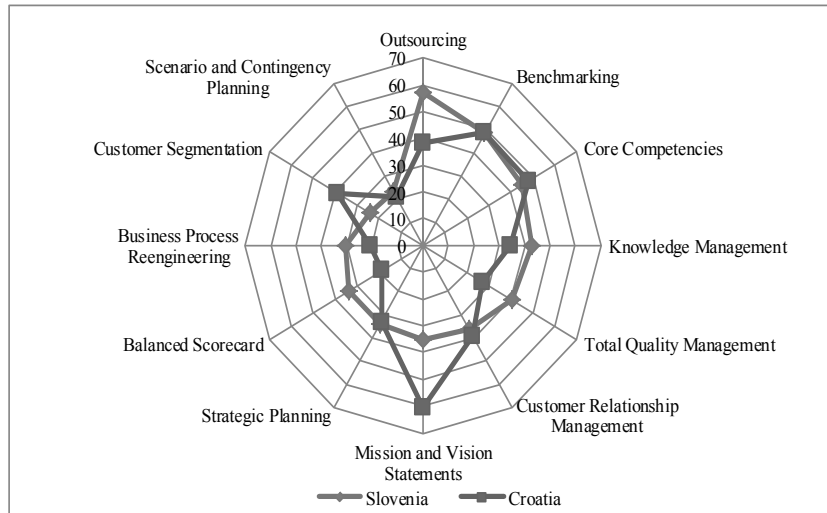 Outsourcing
Benchmarking
Core Competencies
Knowledge Management
Total Quality Management
Customer Relationship
Management
Mission and Vision
Statements
Strategic Planning
Balanced Scorecard
Business Process
Reengineering
Customer Segmentation
Scenario and Contingency
Planning
70
60
50
40
30
20
10
0
Slovenia
Croatia